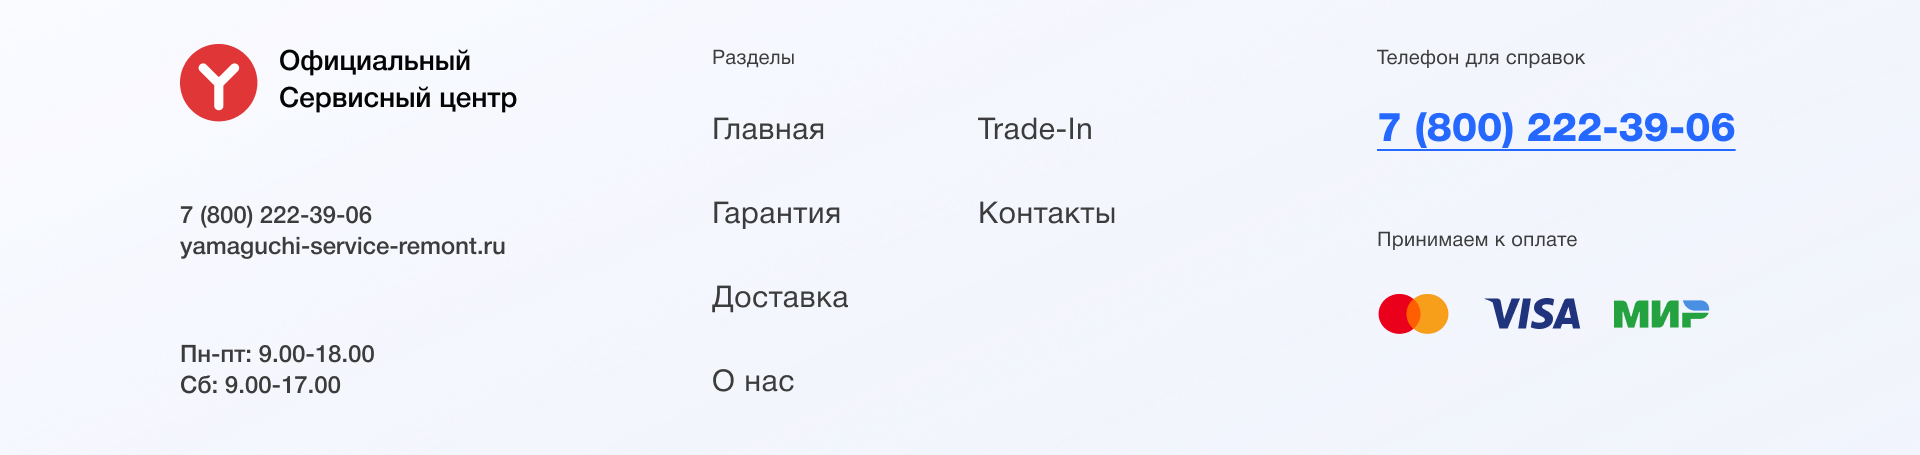 Y
Официальный
Сервисный центр
7 (800) 222-39-06
yamaguchi-service-remont.ru
Пн-пт: 9.00-18.00
Сб: 9.00-17.00
Разделы
Главная
Гарантия
Доставка
О нас
Trade-In
Контакты
Телефон для справок
7 (800) 222-39-06
Принимаем к оплате
VISA
МИР